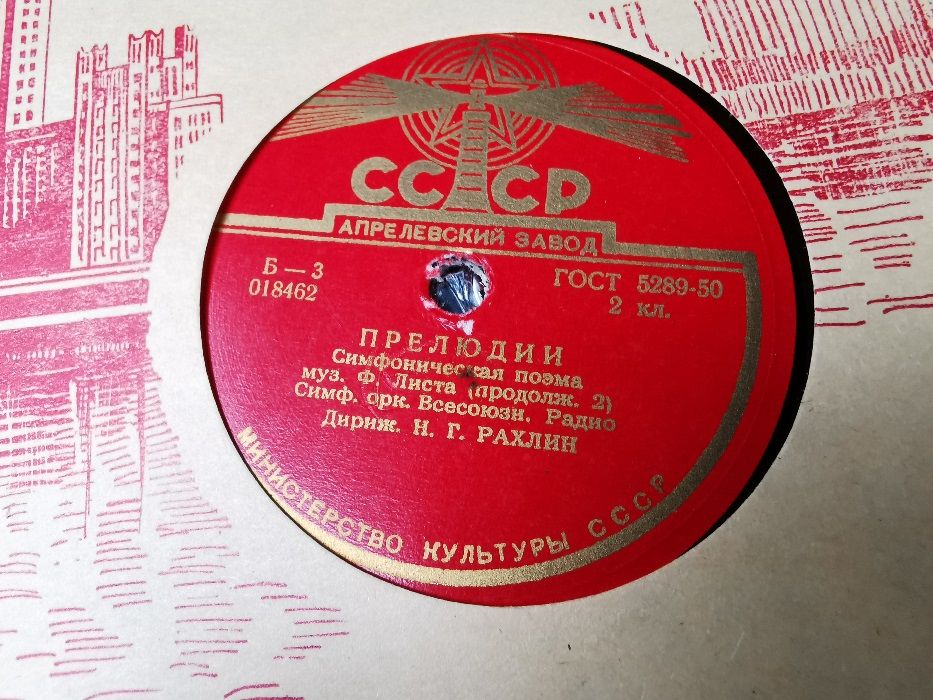 СССР
АПРЕЛЕВСКИЙ ЗАВОД
Б — 3
018462
ГОСТ 5289-50
2 кл.
ПРЕЛЮДИИ
Симфоническая поэма
муз. Ф. Листа (продолж. 2)
Симф. орк. Всесоюзн. Радио
Дириж. Н. Г. РАХЛИН
МИНИСТЕРСТВО КУЛЬТУРЫ СССР